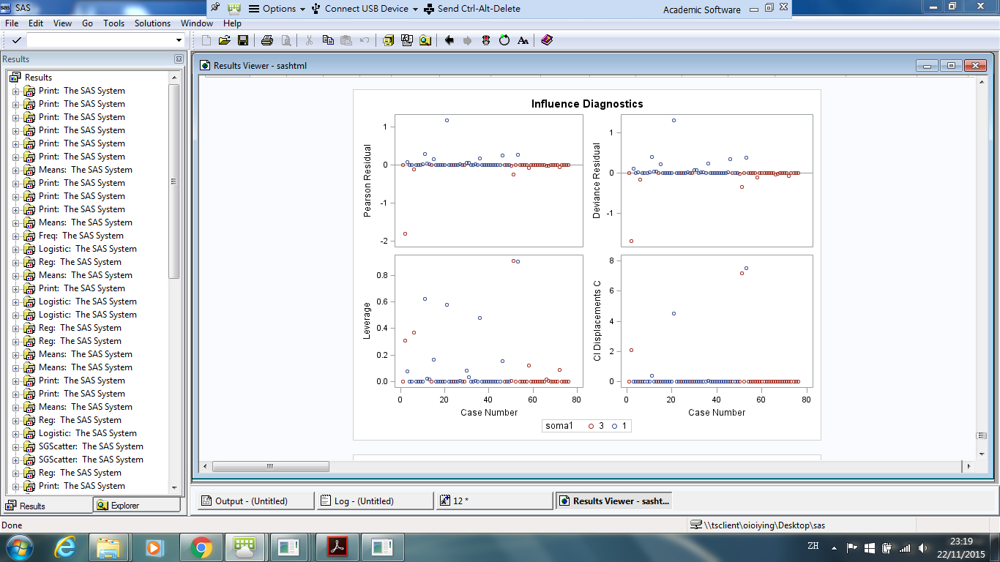 SAS
Options
Connect USB Device
Send Ctrl-Alt-Delete
Academic Software
File Edit View Go Tools Solutions Window Help
Results
Results Viewer - sashtml
Results
Print: The SAS System
Print: The SAS System
Print: The SAS System
Print: The SAS System
Print: The SAS System
Print: The SAS System
Means: The SAS System
Print: The SAS System
Print: The SAS System
Print: The SAS System
Means: The SAS System
Freq: The SAS System
Logistic: The SAS System
Reg: The SAS System
Means: The SAS System
Print: The SAS System
Logistic: The SAS System
Logistic: The SAS System
Reg: The SAS System
Reg: The SAS System
Means: The SAS System
Means: The SAS System
Print: The SAS System
Print: The SAS System
Means: The SAS System
Reg: The SAS System
Logistic: The SAS System
SGScatter: The SAS System
SGScatter: The SAS System
Reg: The SAS System
Print: The SAS System
Results
Explorer
Influence Diagnostics
Pearson Residual
1
0
-1
-2
Deviance Residual
1
0
-1
Leverage
0.8
0.6
0.4
0.2
0.0
0 20 40 60 80
Case Number
CI Displacements C
8
6
4
2
0
0 20 40 60 80
Case Number
soma1 3 1
Output - (Untitled)
Log - (Untitled)
12 *
Results Viewer - sasht...
Done
\\tsclient\oioiying\Desktop\sas
ZH
23:19
22/11/2015